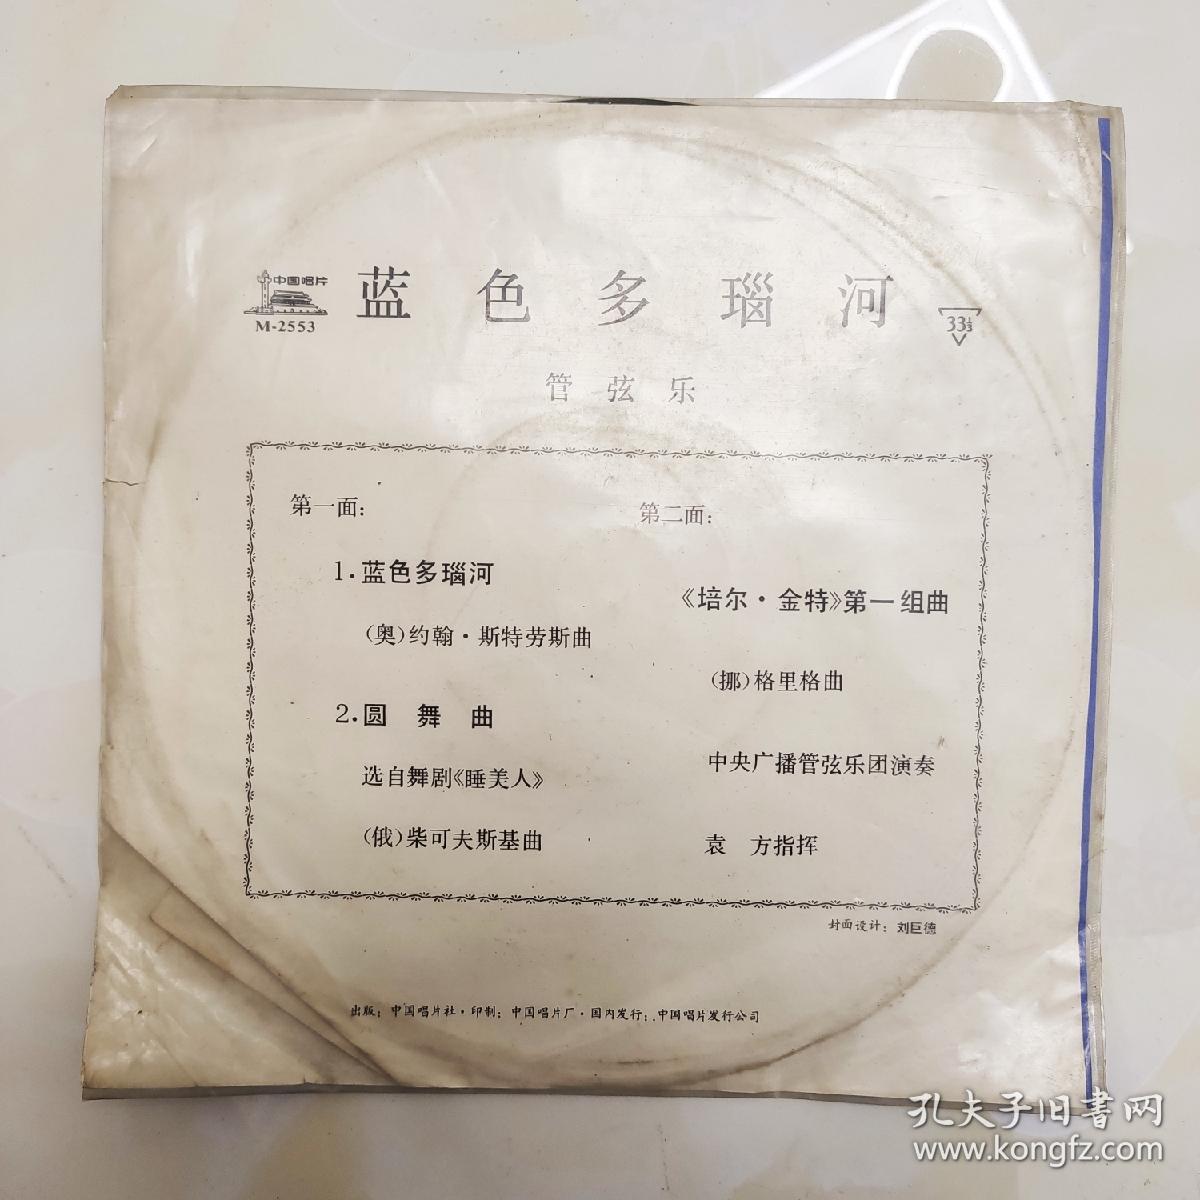 中国唱片
M-2553
蓝色多瑙河
33⅓
管弦乐
第一面：
1.蓝色多瑙河
（奥）约翰·斯特劳斯曲
2.圆舞曲
选自舞剧《睡美人》
（俄）柴可夫斯基曲
第二面：
《培尔·金特》第一组曲
（挪）格里格曲
中央广播管弦乐团演奏
袁方指挥
封面设计：刘巨德
出版：中国唱片社·印制：中国唱片厂·国内发行：中国唱片发行公司
孔夫子旧书网
www.kongfz.com